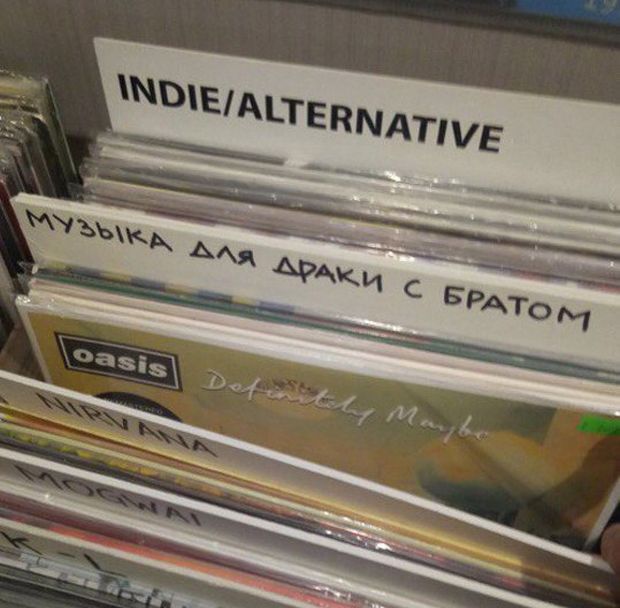 INDIE/ALTERNATIVE
МУЗЫКА ДЛЯ ДРАКИ С БРАТОМ
oasis
Definitely Maybe
NIRVANA
MOGWAI